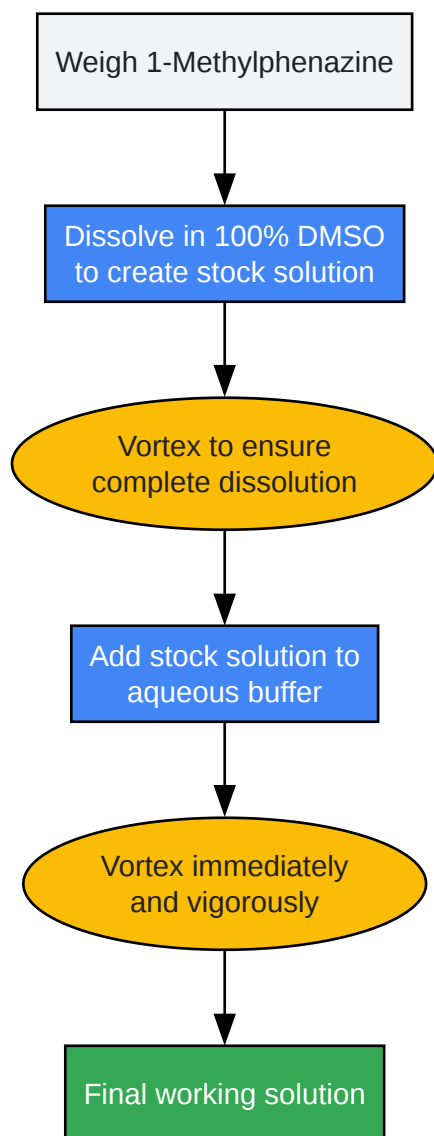 Weigh 1-Methylphenazine
Dissolve in 100% DMSO
to create stock solution
Vortex to ensure
complete dissolution
Add stock solution to
aqueous buffer
Vortex immediately
and vigorously
Final working solution